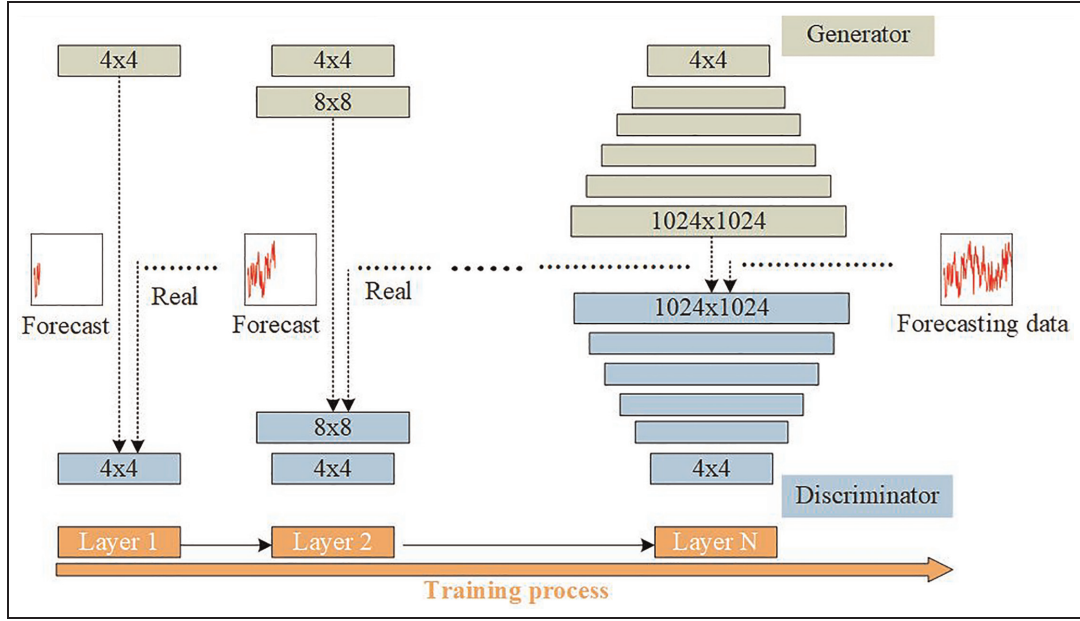 Generator
4x4
4x4
4x4
8x8
1024x1024
Real
Real
Forecast
Forecast
Forecasting data
1024x1024
8x8
4x4
4x4
4x4
Discriminator
Layer 1
Layer 2
Layer N
Training process